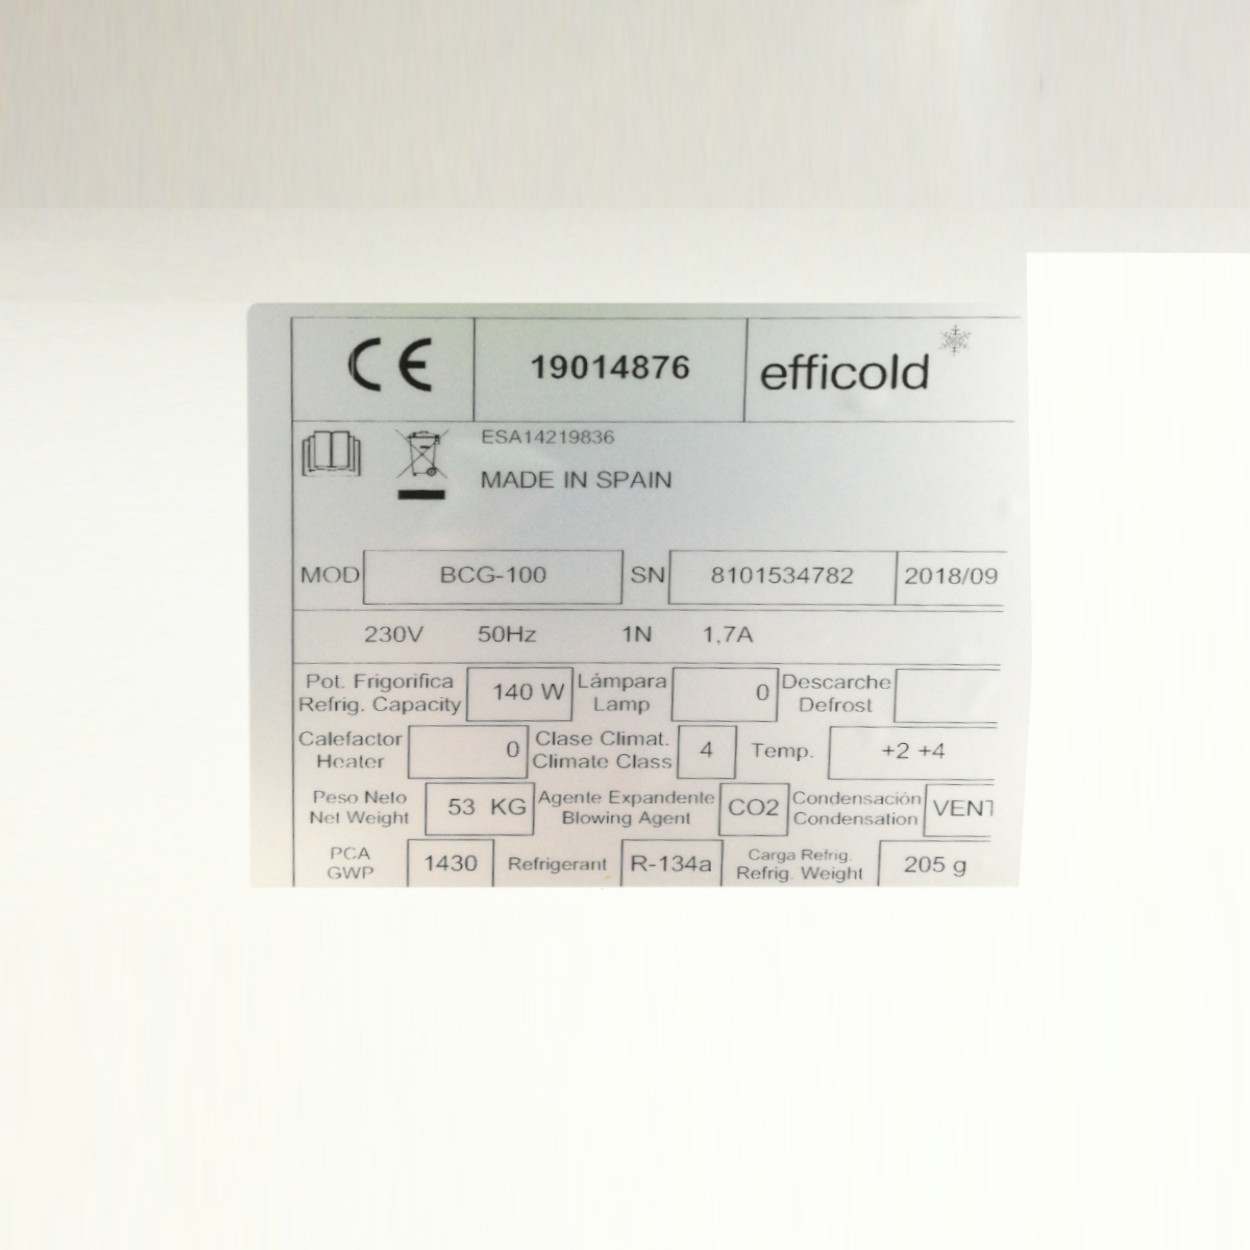 CE 19014876 efficold
ESA14219836
MADE IN SPAIN
MOD BCG-100 SN 8101534782 2018/09
230V 50Hz 1N 1,7A
Pot. Frigorifica 140 W Lámpara 0 Descarche
Refrig. Capacity Lamp Defrost
Calefactor 0 Clase Climat. 4 Temp. +2 +4
Heater Climate Class
Peso Neto 53 KG Agente Expandente CO2 Condensación VENT
Net Weight Blowing Agent Condensation
PCA 1430 Refrigerant R-134a Carga Refrig. 205 g
GWP Refrig. Weight